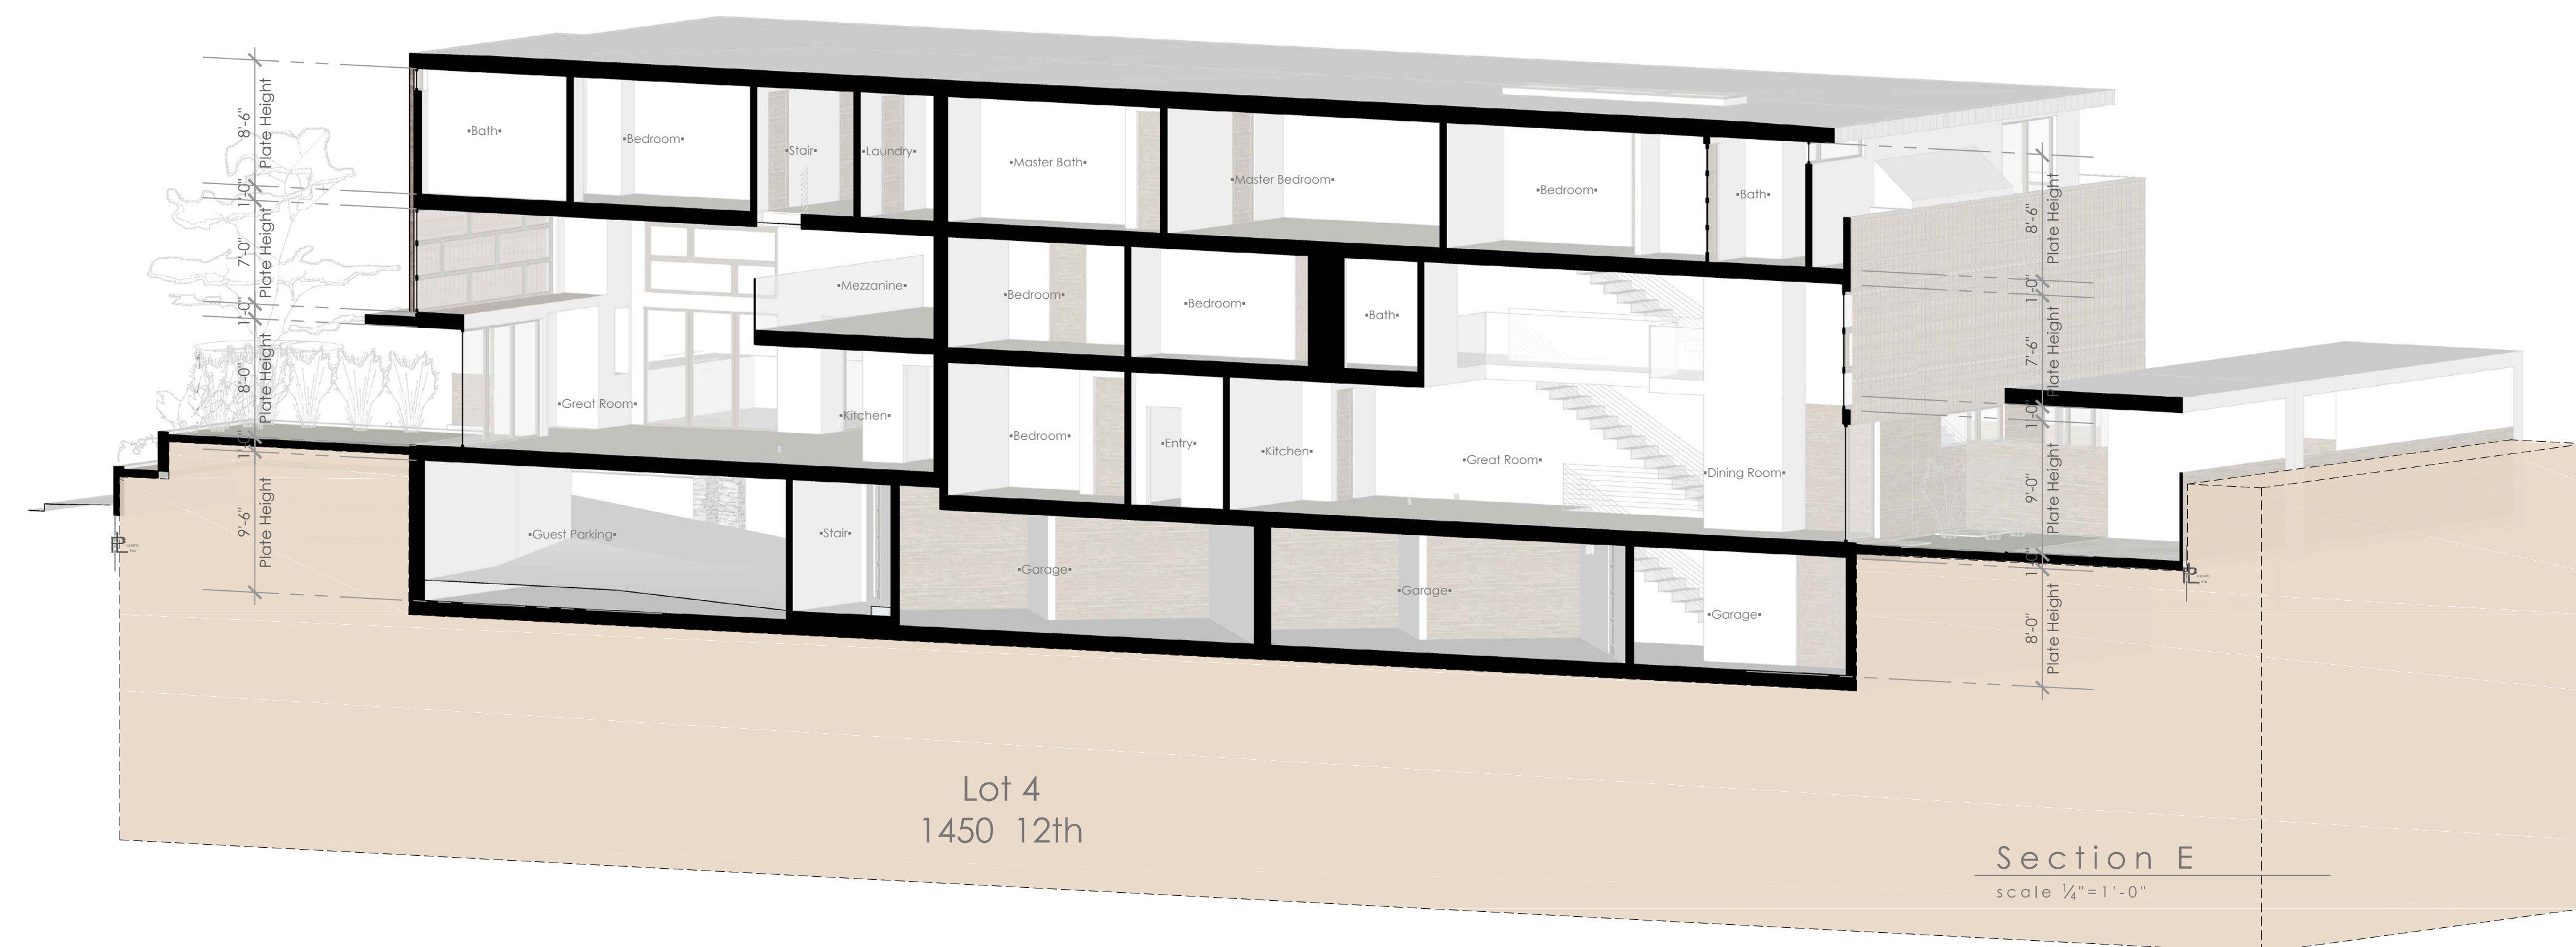 8'-6"
Plate Height
1'-0"
7'-0"
Plate Height
1'-0"
8'-0"
Plate Height
1'-0"
9'-6"
Plate Height
▪Bath▪
▪Bedroom▪
▪Stair▪
▪Laundry▪
▪Master Bath▪
▪Master Bedroom▪
▪Bedroom▪
▪Bath▪
▪Mezzanine▪
▪Bedroom▪
▪Bedroom▪
▪Bath▪
▪Great Room▪
▪Kitchen▪
▪Bedroom▪
▪Entry▪
▪Kitchen▪
▪Great Room▪
▪Dining Room▪
▪Guest Parking▪
▪Stair▪
▪Garage▪
▪Garage▪
▪Garage▪
8'-6"
Plate Height
1'-0"
7'-6"
Plate Height
1'-0"
9'-0"
Plate Height
1'-0"
8'-0"
Plate Height
Lot 4
1450 12th
Section E
scale ¼"=1'-0"